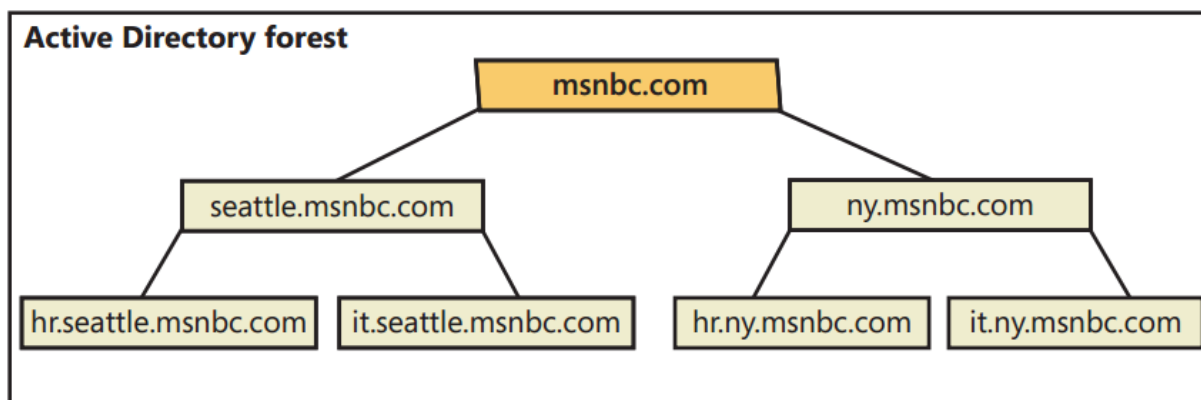 Active Directory forest
msnbc.com
seattle.msnbc.com
ny.msnbc.com
hr.seattle.msnbc.com
it.seattle.msnbc.com
hr.ny.msnbc.com
it.ny.msnbc.com